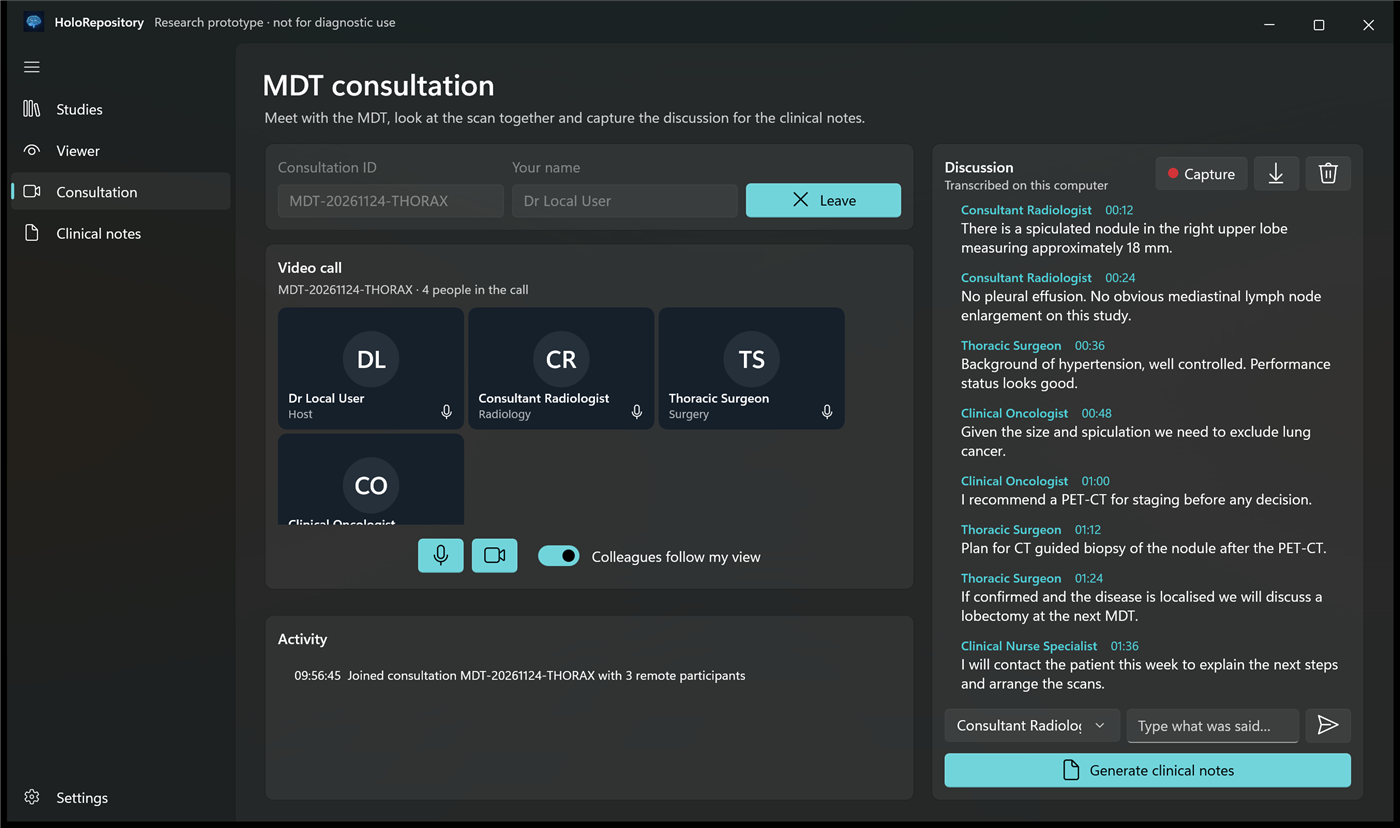 HoloRepository Research prototype · not for diagnostic use
Studies
Viewer
Consultation
Clinical notes
Settings
MDT consultation
Meet with the MDT, look at the scan together and capture the discussion for the clinical notes.
Consultation ID
Your name
MDT-20261124-THORAX
Dr Local User
Leave
Video call
MDT-20261124-THORAX · 4 people in the call
DL
Dr Local User
Host
CR
Consultant Radiologist
Radiology
TS
Thoracic Surgeon
Surgery
CO
Clinical Oncologist
Colleagues follow my view
Activity
09:56:45 Joined consultation MDT-20261124-THORAX with 3 remote participants
Discussion
Transcribed on this computer
Capture
Consultant Radiologist 00:12
There is a spiculated nodule in the right upper lobe
measuring approximately 18 mm.
Consultant Radiologist 00:24
No pleural effusion. No obvious mediastinal lymph node
enlargement on this study.
Thoracic Surgeon 00:36
Background of hypertension, well controlled. Performance
status looks good.
Clinical Oncologist 00:48
Given the size and spiculation we need to exclude lung
cancer.
Clinical Oncologist 01:00
I recommend a PET-CT for staging before any decision.
Thoracic Surgeon 01:12
Plan for CT guided biopsy of the nodule after the PET-CT.
Thoracic Surgeon 01:24
If confirmed and the disease is localised we will discuss a
lobectomy at the next MDT.
Clinical Nurse Specialist 01:36
I will contact the patient this week to explain the next steps
and arrange the scans.
Consultant Radiolog
Type what was said...
Generate clinical notes